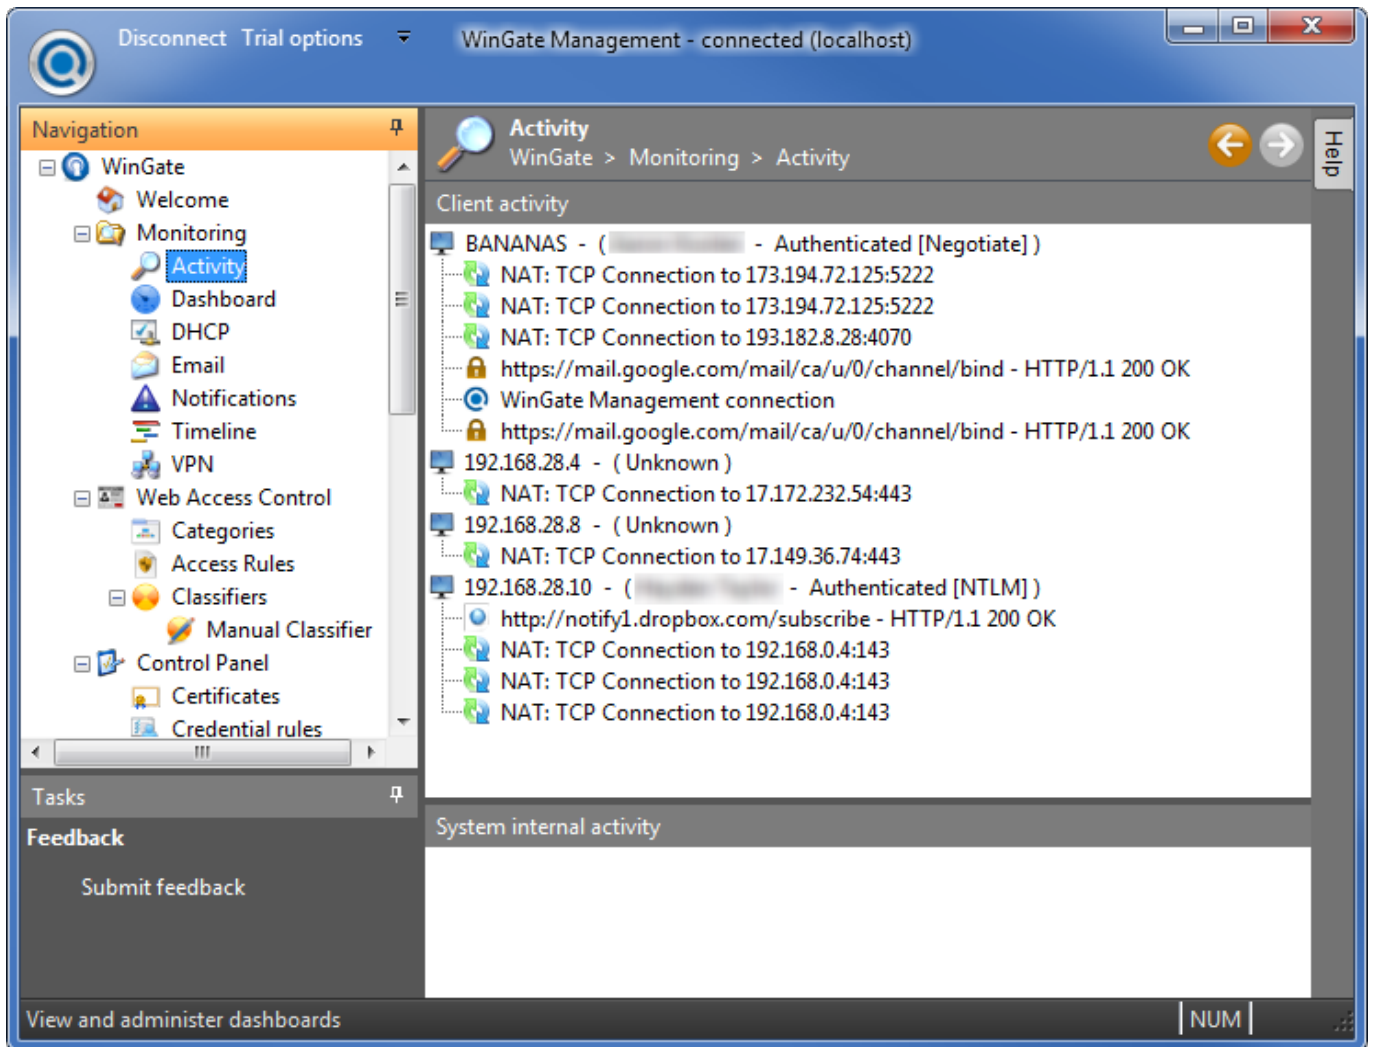 Disconnect Trial options
WinGate Management - connected (localhost)
Navigation
WinGate
Welcome
Monitoring
Activity
Dashboard
DHCP
Email
Notifications
Timeline
VPN
Web Access Control
Categories
Access Rules
Classifiers
Manual Classifier
Control Panel
Certificates
Credential rules
Tasks
Feedback
Submit feedback
Activity
WinGate > Monitoring > Activity
Help
Client activity
BANANAS - ( - Authenticated [Negotiate] )
NAT: TCP Connection to 173.194.72.125:5222
NAT: TCP Connection to 173.194.72.125:5222
NAT: TCP Connection to 193.182.8.28:4070
https://mail.google.com/mail/ca/u/0/channel/bind - HTTP/1.1 200 OK
WinGate Management connection
https://mail.google.com/mail/ca/u/0/channel/bind - HTTP/1.1 200 OK
192.168.28.4 - ( Unknown )
NAT: TCP Connection to 17.172.232.54:443
192.168.28.8 - ( Unknown )
NAT: TCP Connection to 17.149.36.74:443
192.168.28.10 - ( - Authenticated [NTLM] )
http://notify1.dropbox.com/subscribe - HTTP/1.1 200 OK
NAT: TCP Connection to 192.168.0.4:143
NAT: TCP Connection to 192.168.0.4:143
NAT: TCP Connection to 192.168.0.4:143
System internal activity
View and administer dashboards
NUM